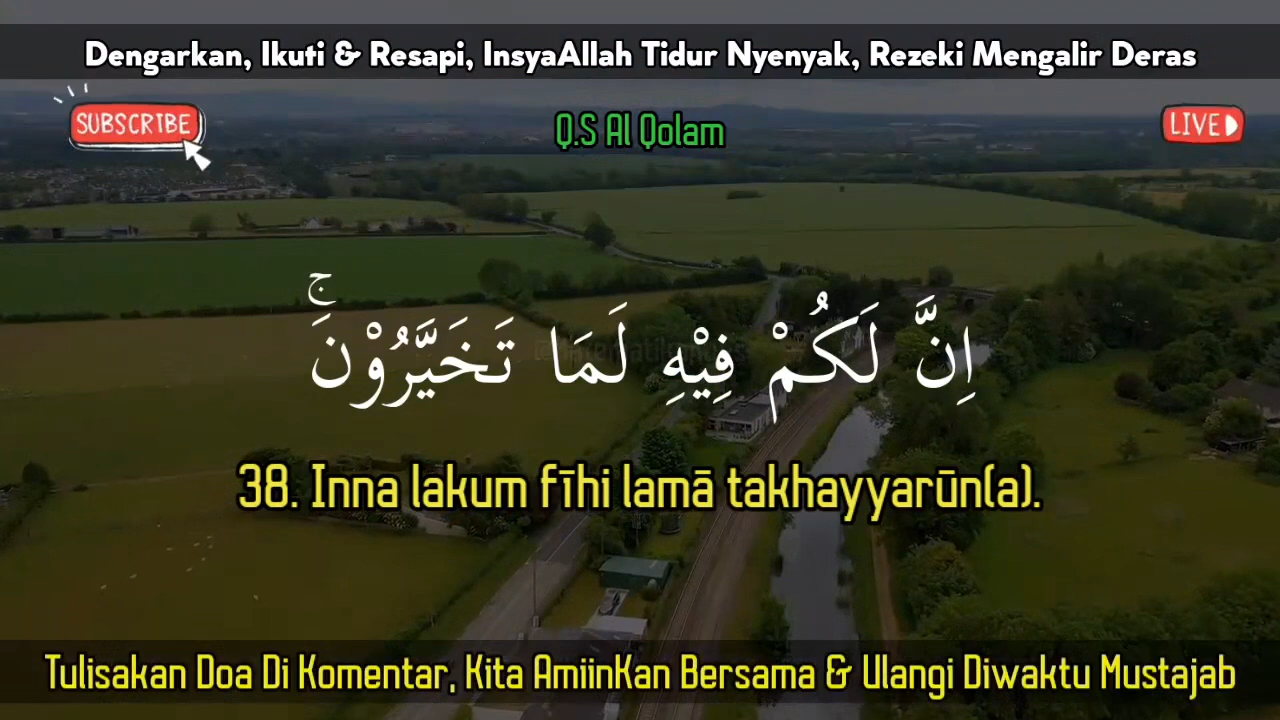 Dengarkan, Ikuti & Resapi, InsyaAllah Tidur Nyenyak, Rezeki Mengalir Deras
SUBSCRIBE
Q.S Al Qolam
LIVE
اِنَّ لَكُمْ فِيْهِ لَمَا تَخَيَّرُوْنَۚ
38. Inna lakum fīhi lamā takhayyarūn(a).
Tulisakan Doa Di Komentar, Kita AmiinKan Bersama & Ulangi Diwaktu Mustajab